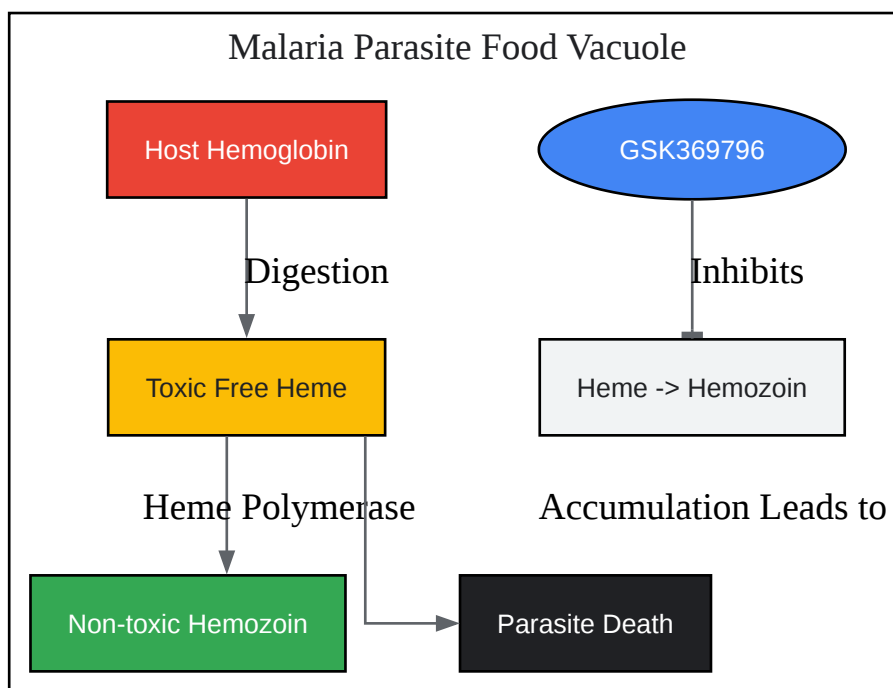 Malaria Parasite Food Vacuole
Host Hemoglobin
GSK369796
Digestion
Inhibits
Toxic Free Heme
Heme -> Hemozoin
Heme Polymerase
Accumulation Leads to
Non-toxic Hemozoin
Parasite Death